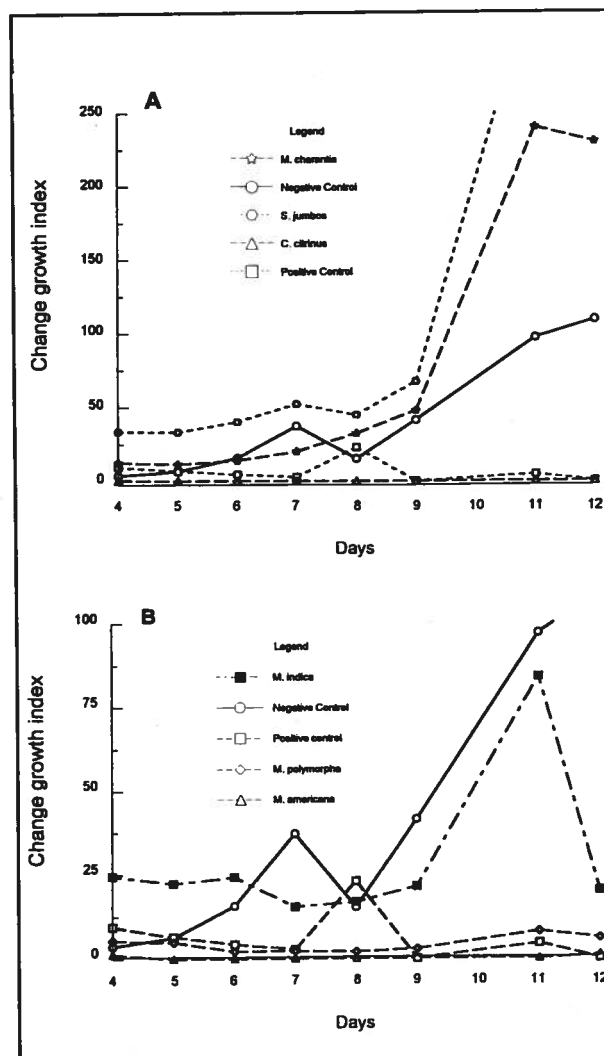 A
250
Legend
M. charantia
200
Negative Control
S. jumbos
150
C. citrinus
Positive Control
100
50
0
Change growth index
4 5 6 7 8 9 10 11 12
Days
B
100
Legend
M. indica
75
Negative Control
Positive control
50
M. polymorpha
M. americana
25
0
Change growth index
4 5 6 7 8 9 10 11 12
Days